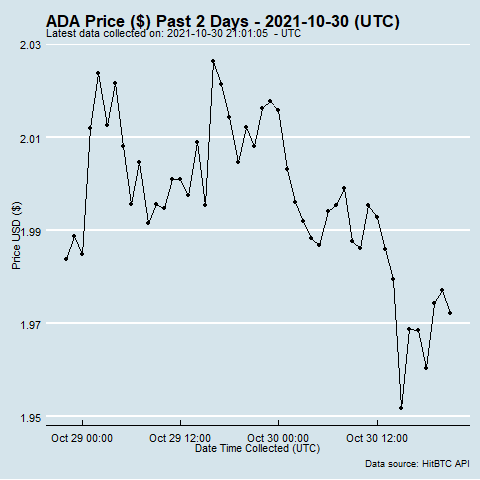 ADA Price ($) Past 2 Days - 2021-10-30 (UTC)
Latest data collected on: 2021-10-30 21:01:05 - UTC
2.03
2.01
1.99
1.97
1.95
Price USD ($)
Oct 29 00:00
Oct 29 12:00
Oct 30 00:00
Oct 30 12:00
Date Time Collected (UTC)
Data source: HitBTC API